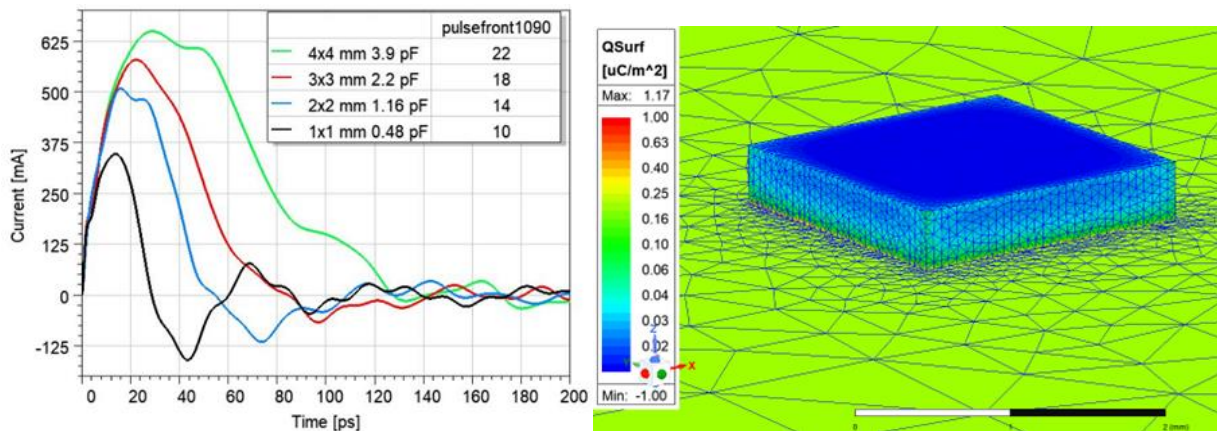 pulsefront1090
4x4 mm 3.9 pF 22
3x3 mm 2.2 pF 18
2x2 mm 1.16 pF 14
1x1 mm 0.48 pF 10
Current [mA]
625
500
375
250
125
0
-125
0 20 40 60 80 100 120 140 160 180 200
Time [ps]
QSurf
[uC/m^2]
Max: 1.17
1.00
0.63
0.40
0.25
0.16
0.10
0.06
0.04
0.03
0.02
Min: -1.00
Z
X
0 1 2 (mm)